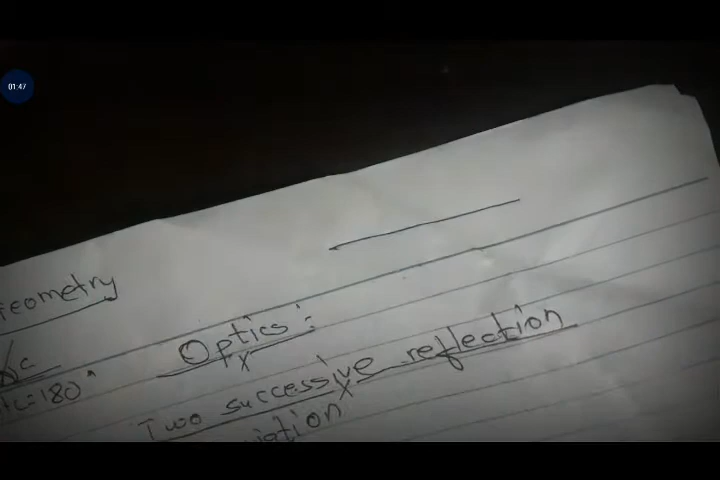 01:47
Geometry
c
+c=180°
Optics:
Two successive reflection